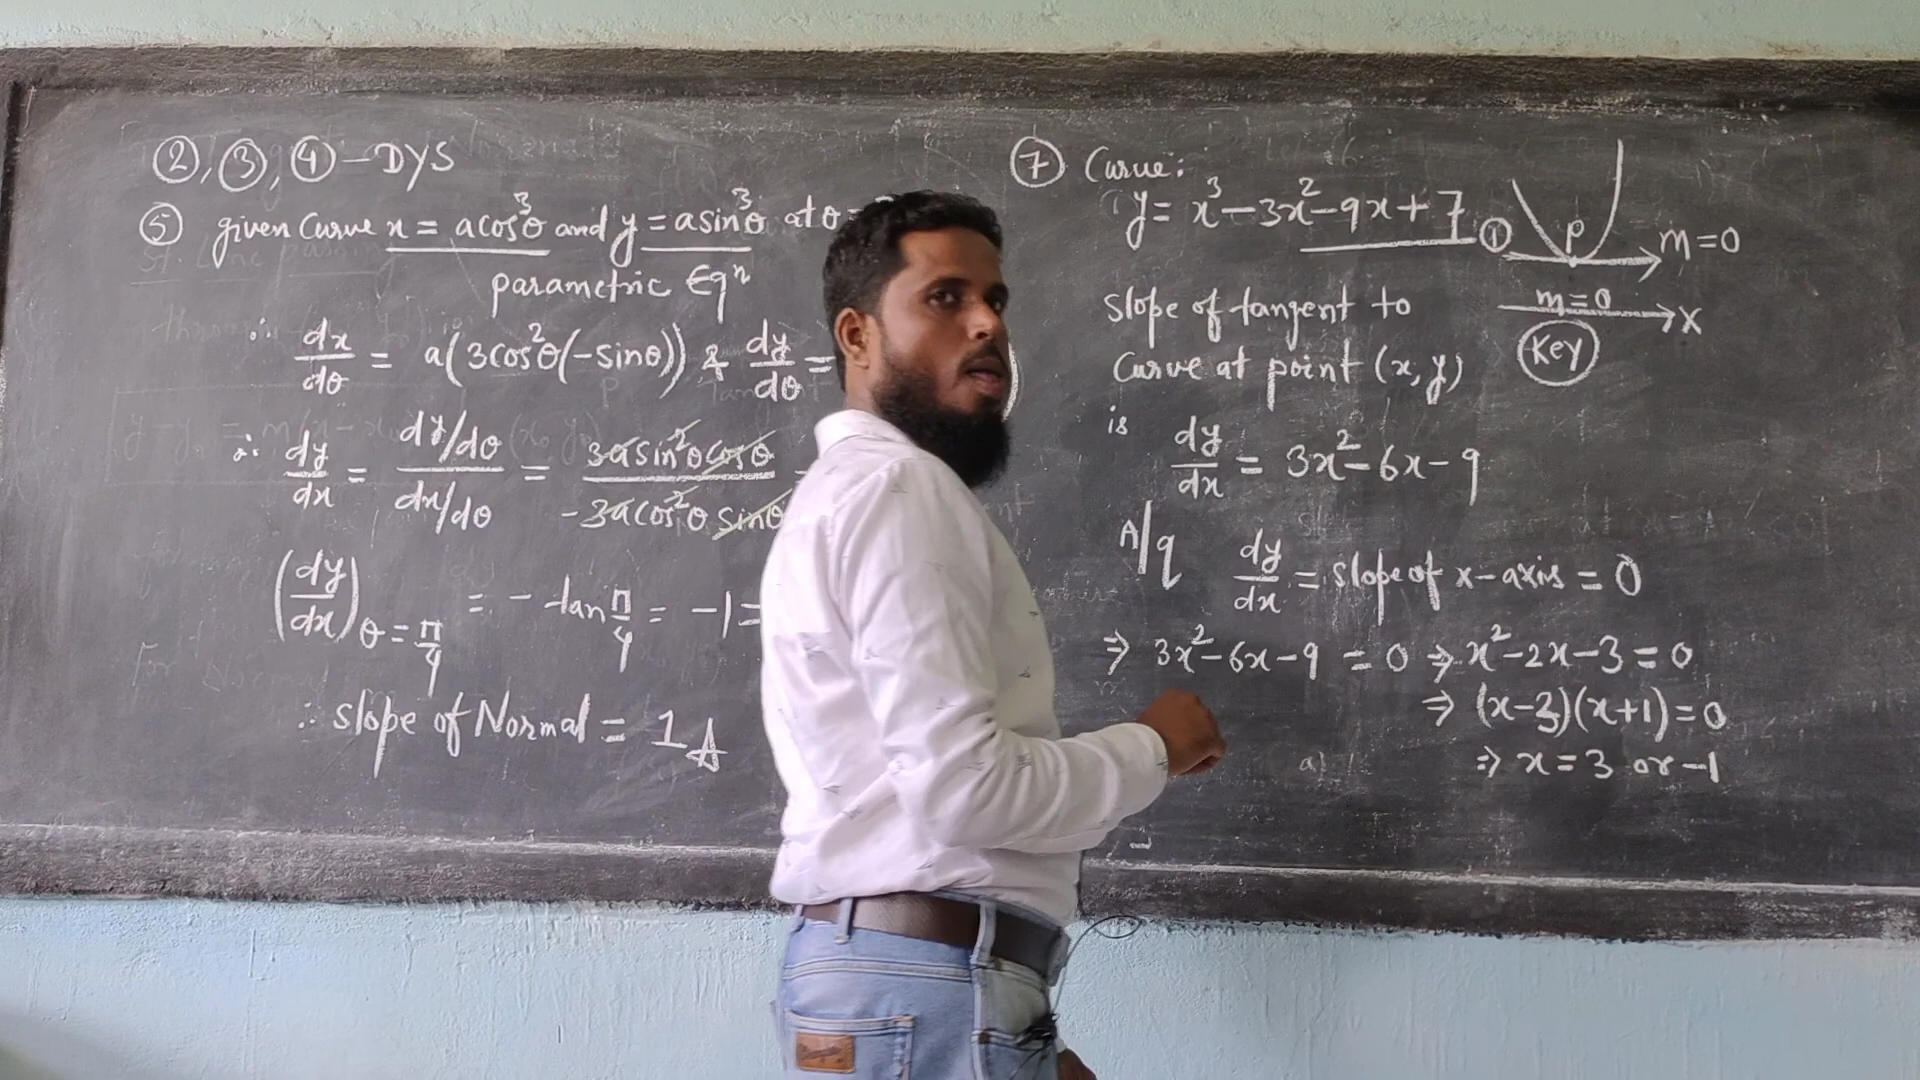 ②, ③, ④ - DYS
⑤ given curve x = acos³θ and y = asin³θ at θ =
parametric Eqⁿ
∴ dx/dθ = a(3cos²θ(-sinθ)) & dy/dθ =
∴ dy/dx = dy/dθ / dx/dθ = 3asin²θcosθ / -3acos²θ sinθ
(dy/dx)θ = π/4 = - tan π/4 = -1 =
∴ slope of Normal = 1 A
⑦ Curve:
y = x³ - 3x² - 9x + 7 ①
P m = 0
slope of tangent to
m = 0 X
Curve at point (x, y)
Key
is dy/dx = 3x² - 6x - 9
A/q dy/dx = slope of x-axis = 0
⇒ 3x² - 6x - 9 = 0 ⇒ x² - 2x - 3 = 0
⇒ (x-3)(x+1) = 0
⇒ x = 3 or -1